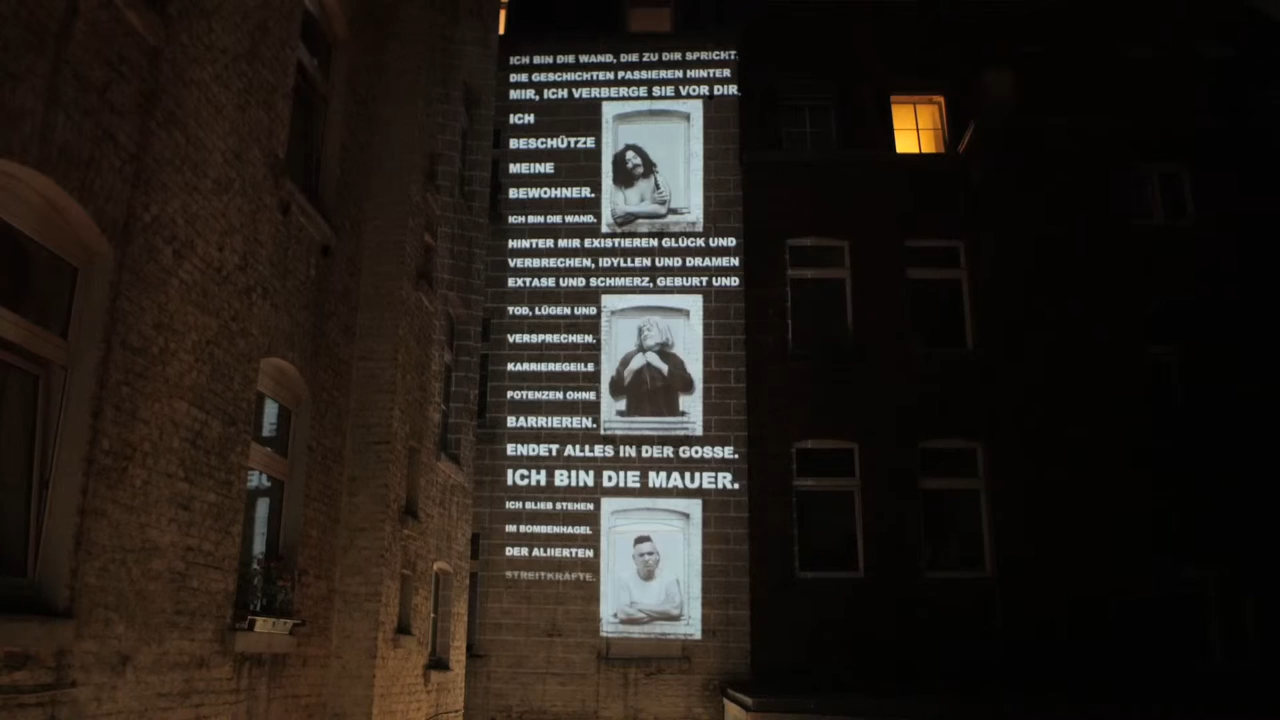 ICH BIN DIE WAND, DIE ZU DIR SPRICHT.
DIE GESCHICHTEN PASSIEREN HINTER
MIR, ICH VERBERGE SIE VOR DIR.
ICH
BESCHÜTZE
MEINE
BEWOHNER.
ICH BIN DIE WAND.
HINTER MIR EXISTIEREN GLÜCK UND
VERBRECHEN, IDYLLEN UND DRAMEN
EXTASE UND SCHMERZ, GEBURT UND
TOD, LÜGEN UND
VERSPRECHEN.
KARRIEREGEILE
POTENZEN OHNE
BARRIEREN.
ENDET ALLES IN DER GOSSE.
ICH BIN DIE MAUER.
ICH BLIEB STEHEN
IM BOMBENHAGEL
DER ALIIERTEN
STREITKRÄFTE.